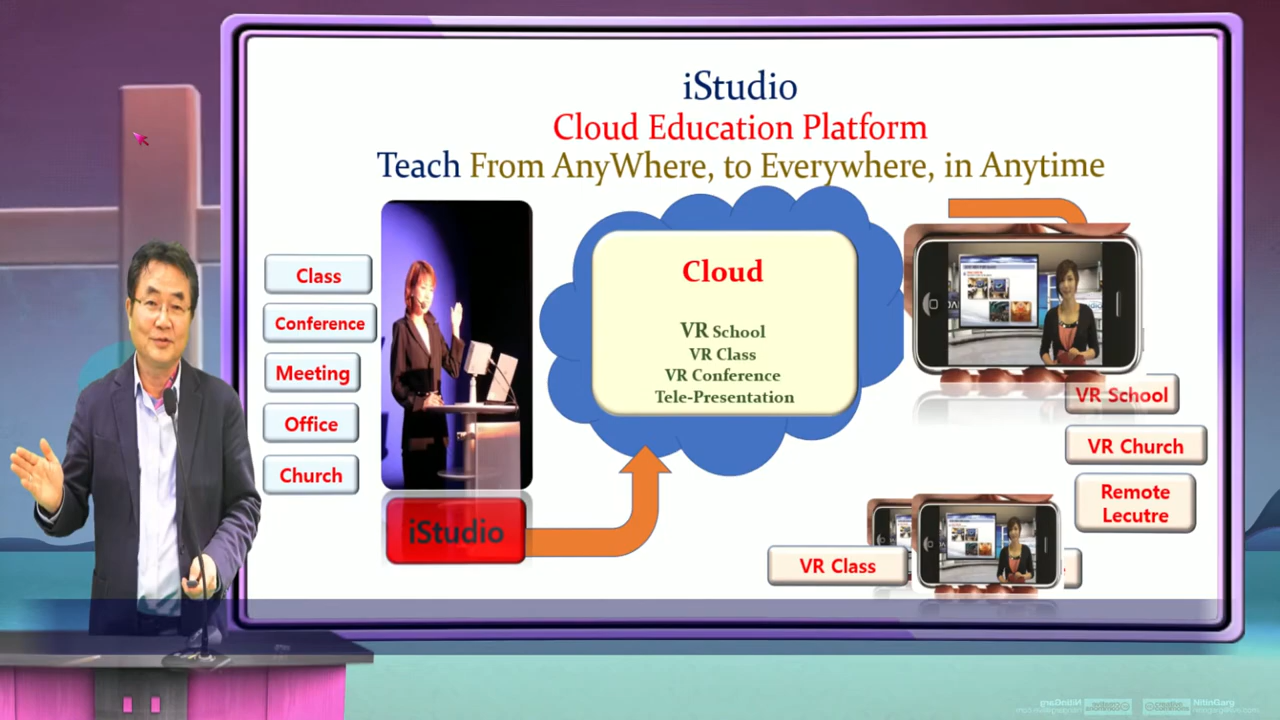 iStudio
Cloud Education Platform
Teach From AnyWhere, to Everywhere, in Anytime
Class
Conference
Meeting
Office
Church
iStudio
Cloud
VR School
VR Class
VR Conference
Tele-Presentation
VR School
VR Church
Remote
Lecutre
VR Class
NitinGary